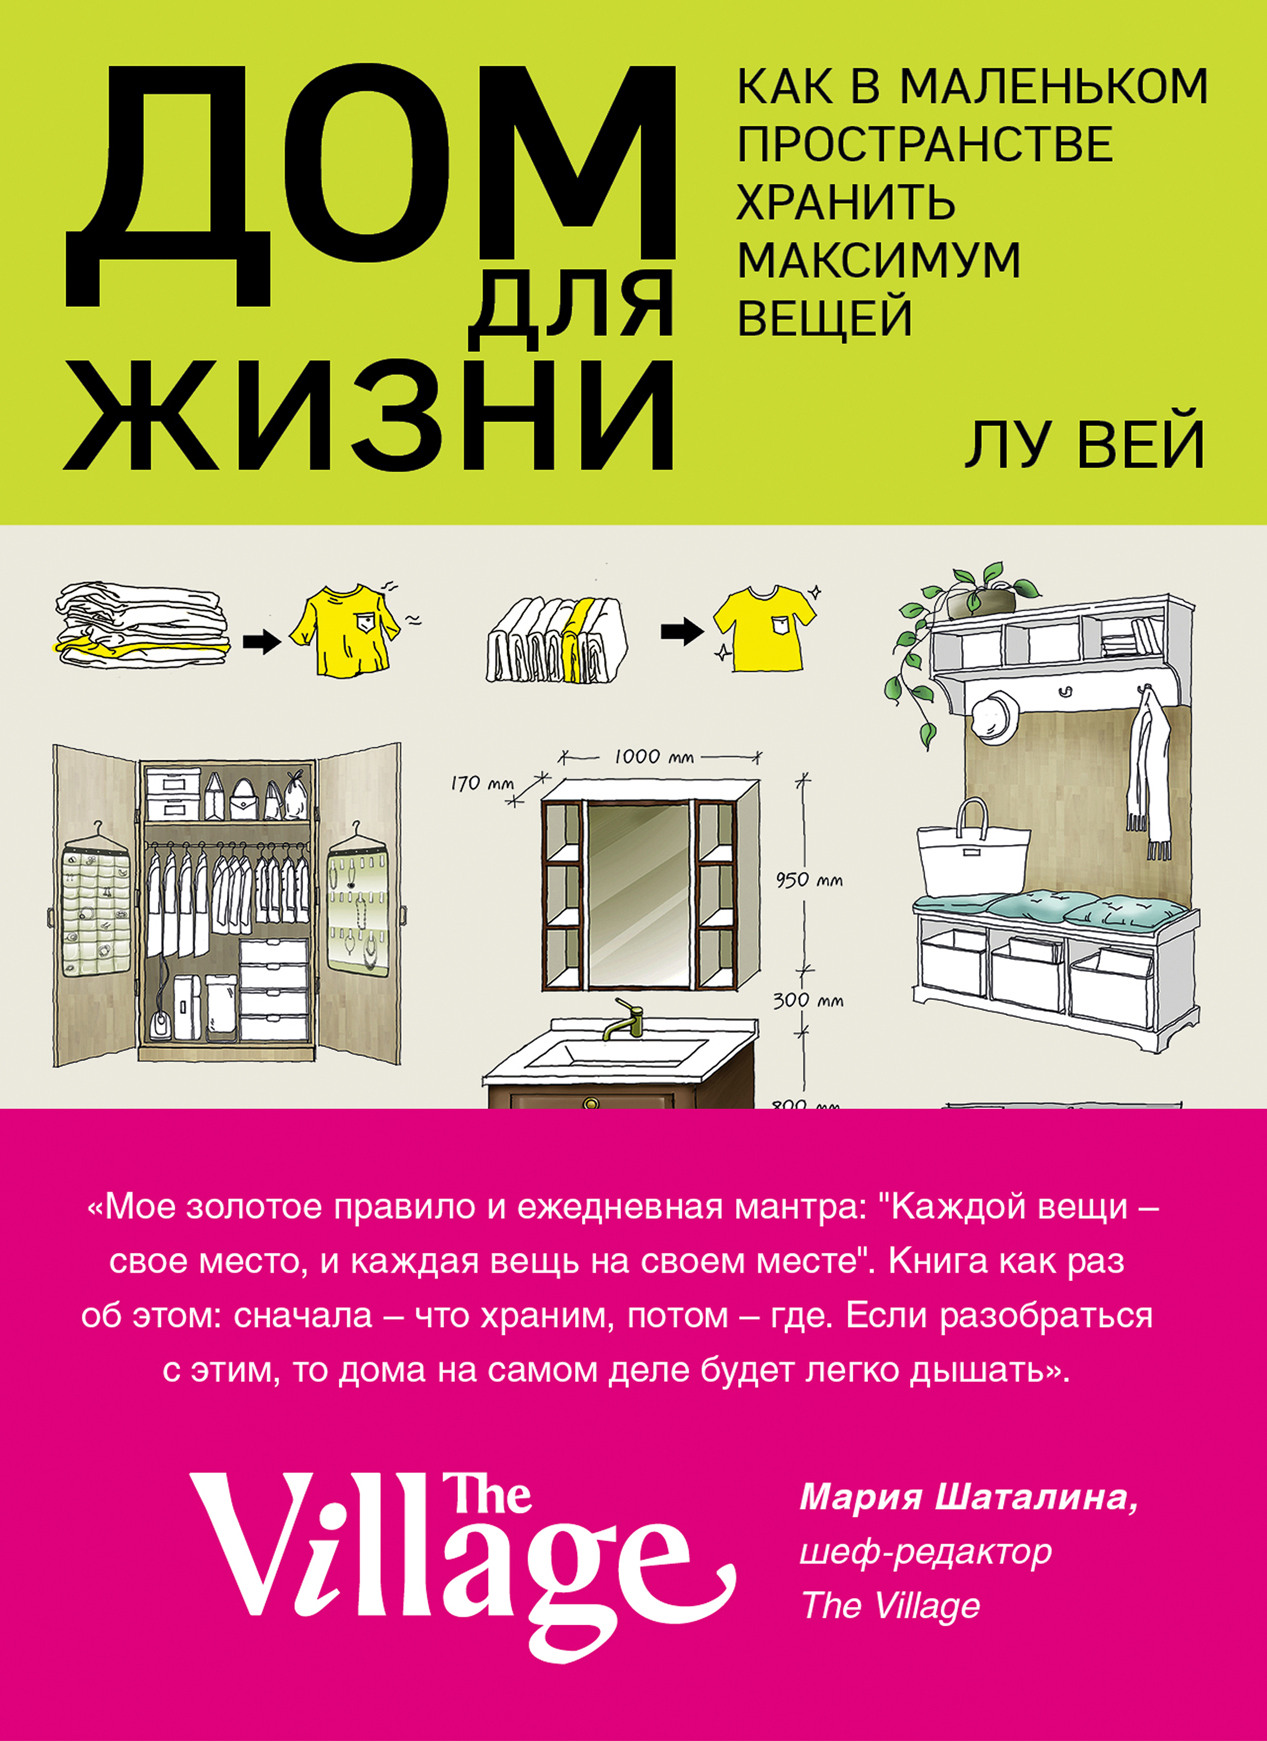 ДОМ
ДЛЯ
ЖИЗНИ
КАК В МАЛЕНЬКОМ
ПРОСТРАНСТВЕ
ХРАНИТЬ
МАКСИМУМ
ВЕЩЕЙ
ЛУ ВЕЙ
1000 mm
170 mm
950 mm
300 mm
800 mm
«Мое золотое правило и ежедневная мантра: "Каждой вещи –
свое место, и каждая вещь на своем месте". Книга как раз
об этом: сначала – что храним, потом – где. Если разобраться
с этим, то дома на самом деле будет легко дышать».
The
Village
Мария Шаталина,
шеф-редактор
The Village